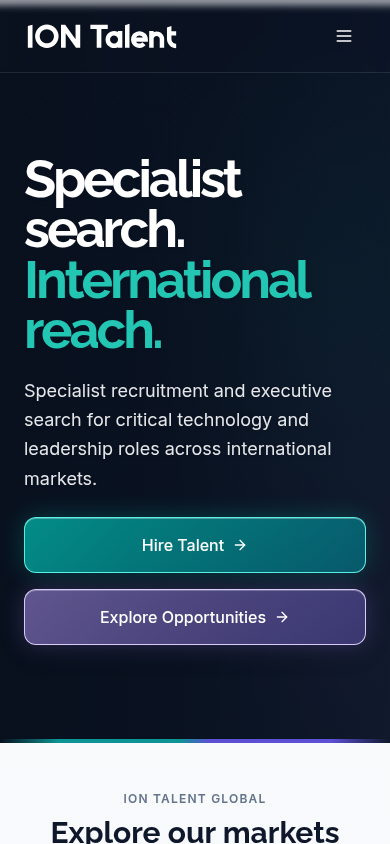 ION Talent
Specialist
search.
International
reach.
Specialist recruitment and executive
search for critical technology and
leadership roles across international
markets.
Hire Talent →
Explore Opportunities →
ION TALENT GLOBAL
Explore our markets